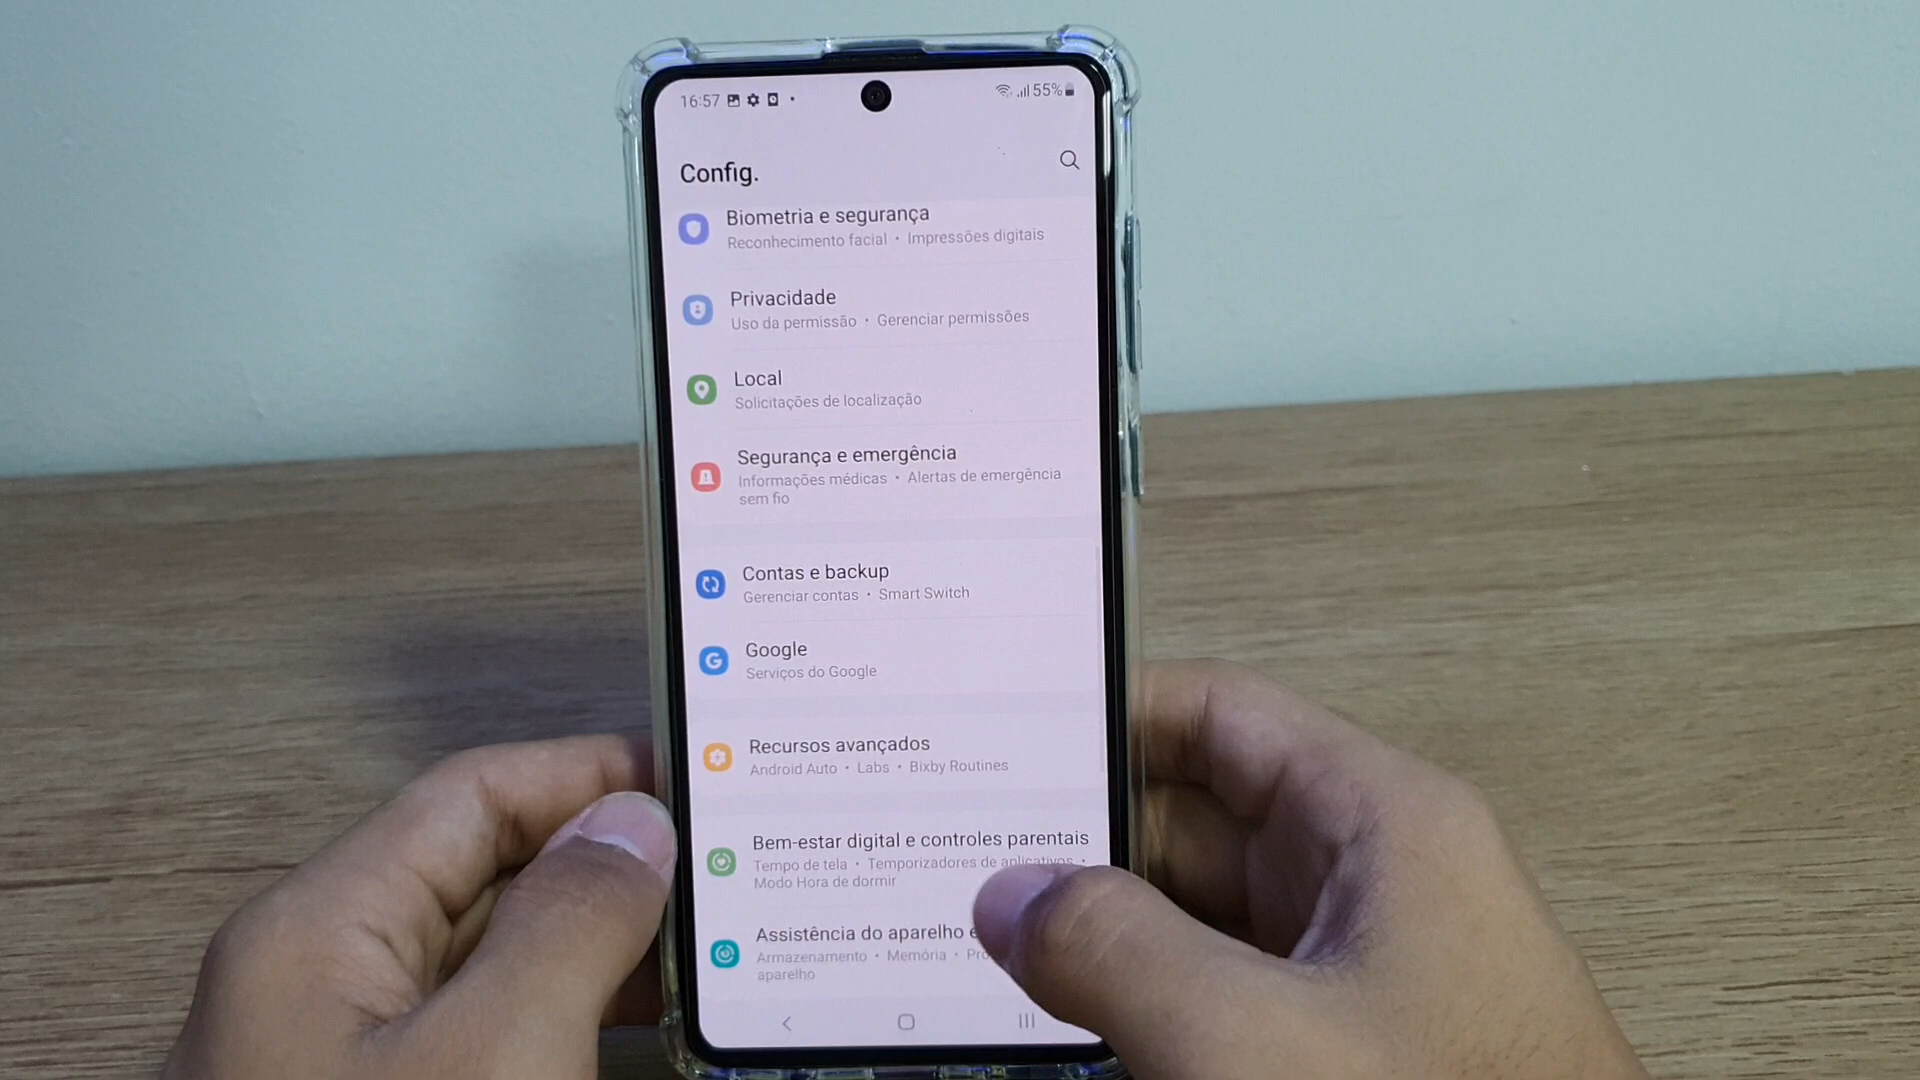 16:57
55%
Config.
Biometria e segurança
Reconhecimento facial • Impressões digitais
Privacidade
Uso da permissão • Gerenciar permissões
Local
Solicitações de localização
Segurança e emergência
Informações médicas • Alertas de emergência
sem fio
Contas e backup
Gerenciar contas • Smart Switch
Google
Serviços do Google
Recursos avançados
Android Auto • Labs • Bixby Routines
Bem-estar digital e controles parentais
Tempo de tela • Temporizadores de aplicativos •
Modo Hora de dormir
Assistência do aparelho
Armazenamento • Memória •
aparelho